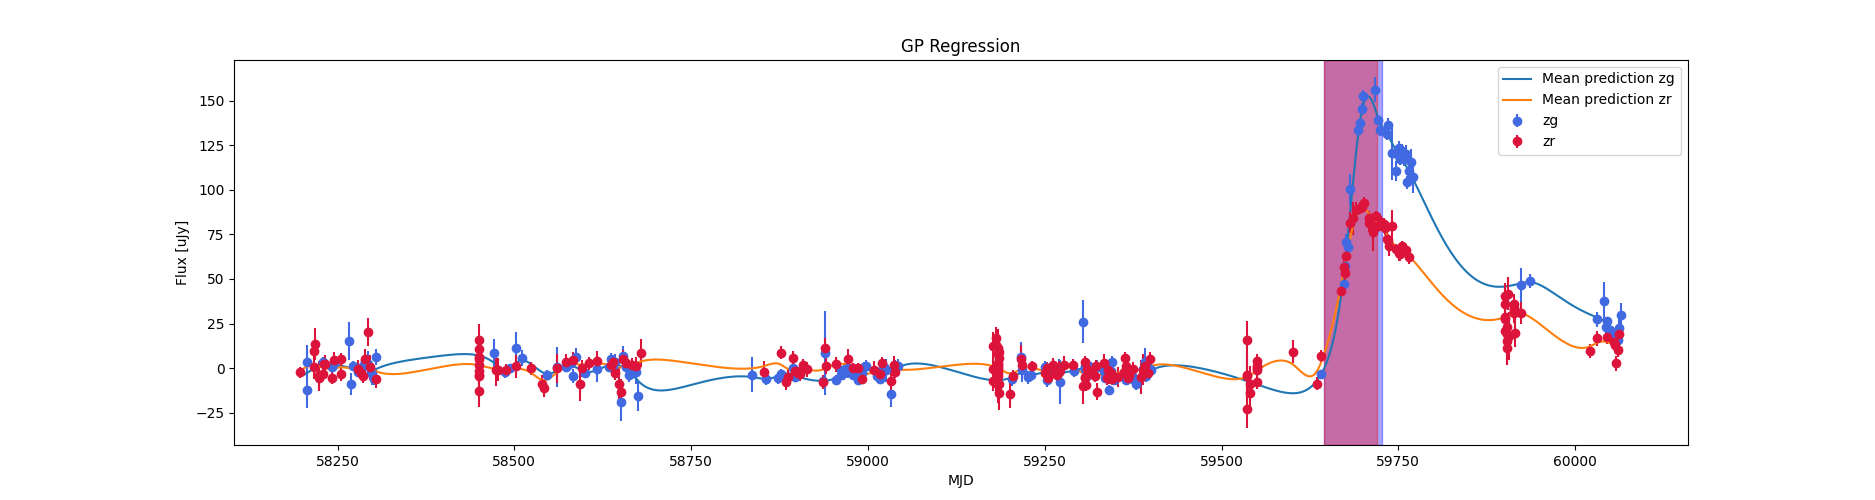 GP Regression
Flux [uJy]
150
125
100
75
50
25
0
−25
58250 58500 58750 59000 59250 59500 59750 60000
MJD
Mean prediction zg
Mean prediction zr
zg
zr